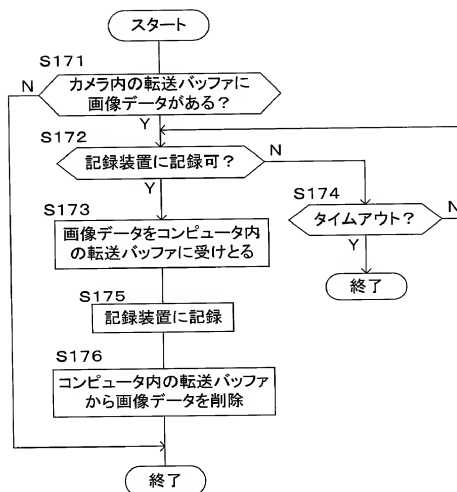 スタート
S171
カメラ内の転送バッファに
画像データがある?
N
Y
S172
記録装置に記録可?
N
Y
S174
タイムアウト?
N
Y
終了
S173
画像データをコンピュータ内
の転送バッファに受けとる
S175
記録装置に記録
S176
コンピュータ内の転送バッファ
から画像データを削除
終了